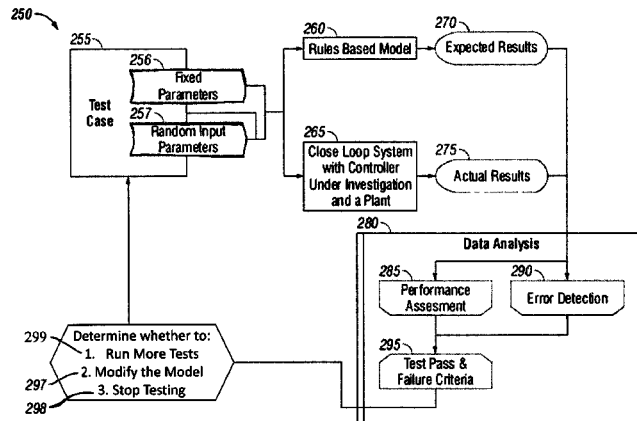 250
255
256
Fixed
Parameters
Test
Case
257
Random Input
Parameters
260
Rules Based Model
270
Expected Results
265
Close Loop System
with Controller
Under Investigation
and a Plant
275
Actual Results
280
Data Analysis
285
Performance
Assesment
290
Error Detection
295
Test Pass &
Failure Criteria
Determine whether to:
299
1. Run More Tests
297
2. Modify the Model
298
3. Stop Testing